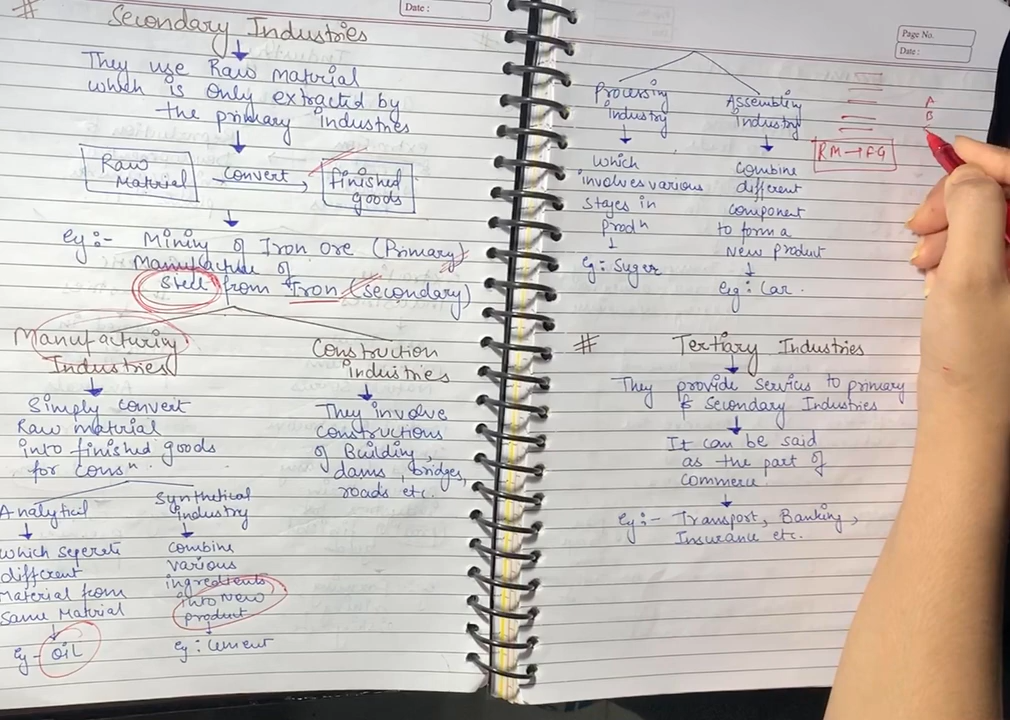 Date :
# Secondary Industries
They use Raw material
which is only extracted by
the primary industries
Raw Material convert finished goods
Eg :- Mining of Iron ore (Primary)
Manufacture of
Steel from Iron (secondary)
Manufacturing Industries
Simply convert
Raw material
into finished goods
for consⁿ.
Construction industries
They involve
constructions
of Building,
dams, bridges,
roads etc.
Analytical
which seperate
different
Material from
same Material
Eg - oil
Synthetical industry
combine
various
ingredients
into New
product
Eg : Cement
Page No.
Date :
Processing industry
which
involves various
stages in
prodⁿ
Eg : Suger
Assembling industry
combine
different
component
to form a
New product
Eg : Car.
RM → FG
A
B
# Tertiary Industries
They provide Servics to primary
& Secondary Industries
It can be said
as the part of
commerce
Eg :- Transport, Banking,
Insurance etc.